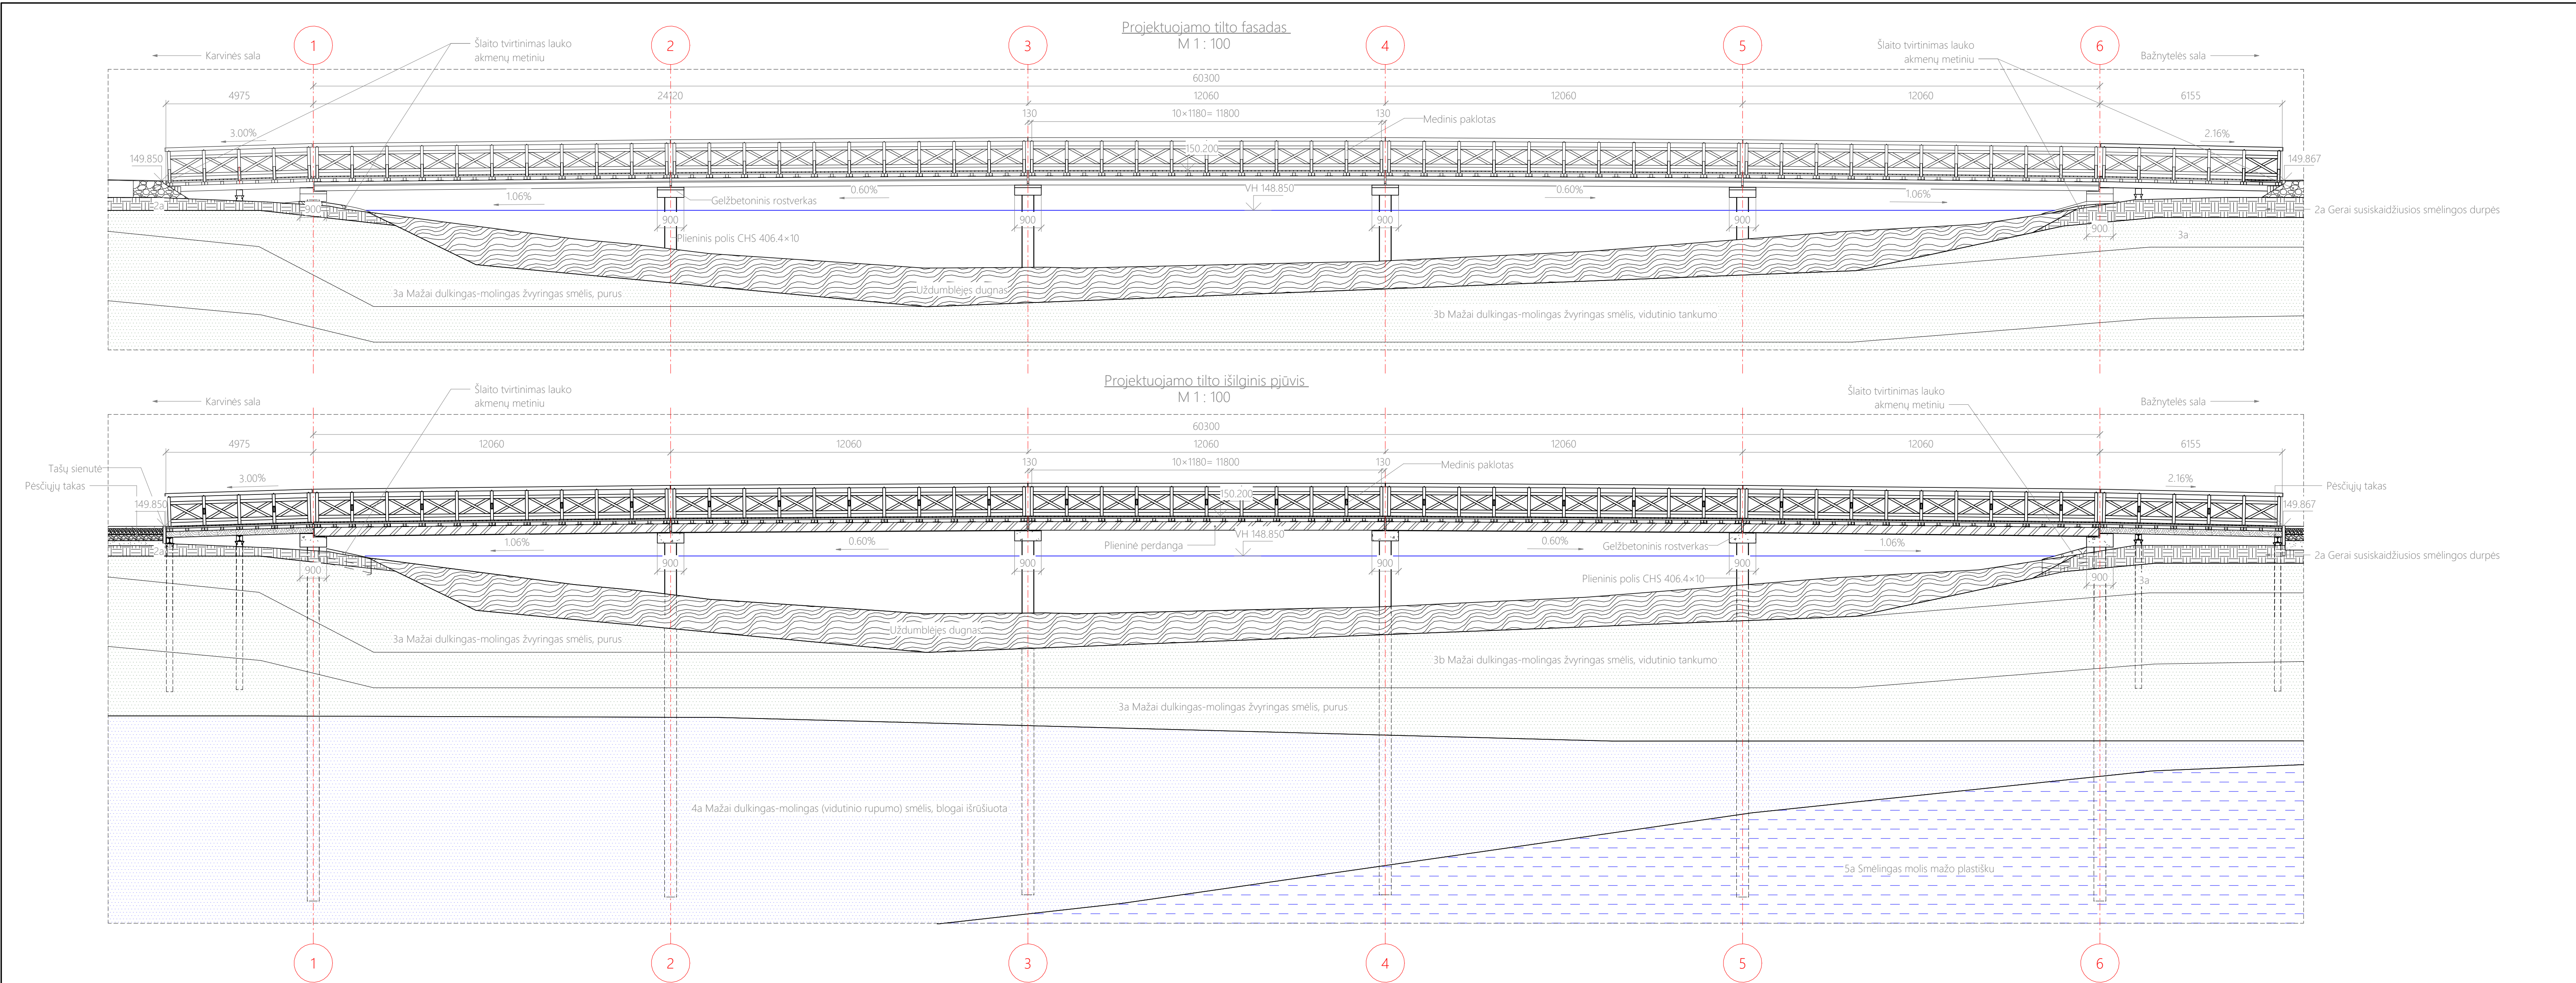 Projektuojamo tilto fasadas
M 1 : 100
1
2
3
4
5
6
Karvinės sala
Šlaito tvirtinimas lauko
akmenų metiniu
Šlaito tvirtinimas lauko
akmenų metiniu
Bažnytėlės sala
60300
4975
24120
12060
12060
12060
6155
130
10×1180= 11800
130
Medinis paklotas
3.00%
2.16%
149.850
150.200
149.867
VH 148.850
0.60%
0.60%
1.06%
1.06%
Gelžbetoninis rostverkas
2a
900
900
900
900
900
900
2a Gerai susiskaidžiusios smėlingos durpės
Plieninis polis CHS 406.4×10
3a
Uždumblėjęs dugnas
3a Mažai dulkingas-molingas žvyringas smėlis, purus
3b Mažai dulkingas-molingas žvyringas smėlis, vidutinio tankumo
Projektuojamo tilto išilginis pjūvis
M 1 : 100
Karvinės sala
Šlaito tvirtinimas lauko
akmenų metiniu
Šlaito tvirtinimas lauko
akmenų metiniu
Bažnytėlės sala
60300
4975
12060
12060
12060
12060
12060
6155
130
10×1180= 11800
130
Medinis paklotas
Tašų sienutė
Pėsčiųjų takas
3.00%
2.16%
Pėsčiųjų takas
149.850
150.200
149.867
VH 148.850
1.06%
0.60%
Plieninė perdanga
0.60%
Gelžbetoninis rostverkas
1.06%
2a
2a Gerai susiskaidžiusios smėlingos durpės
900
900
900
900
900
900
Plieninis polis CHS 406.4×10
3a
Uždumblėjęs dugnas
3a Mažai dulkingas-molingas žvyringas smėlis, purus
3b Mažai dulkingas-molingas žvyringas smėlis, vidutinio tankumo
3a Mažai dulkingas-molingas žvyringas smėlis, purus
4a Mažai dulkingas-molingas (vidutinio rupumo) smėlis, blogai išrūšiuota
5a Smėlingas molis mažo plastišku
1
2
3
4
5
6